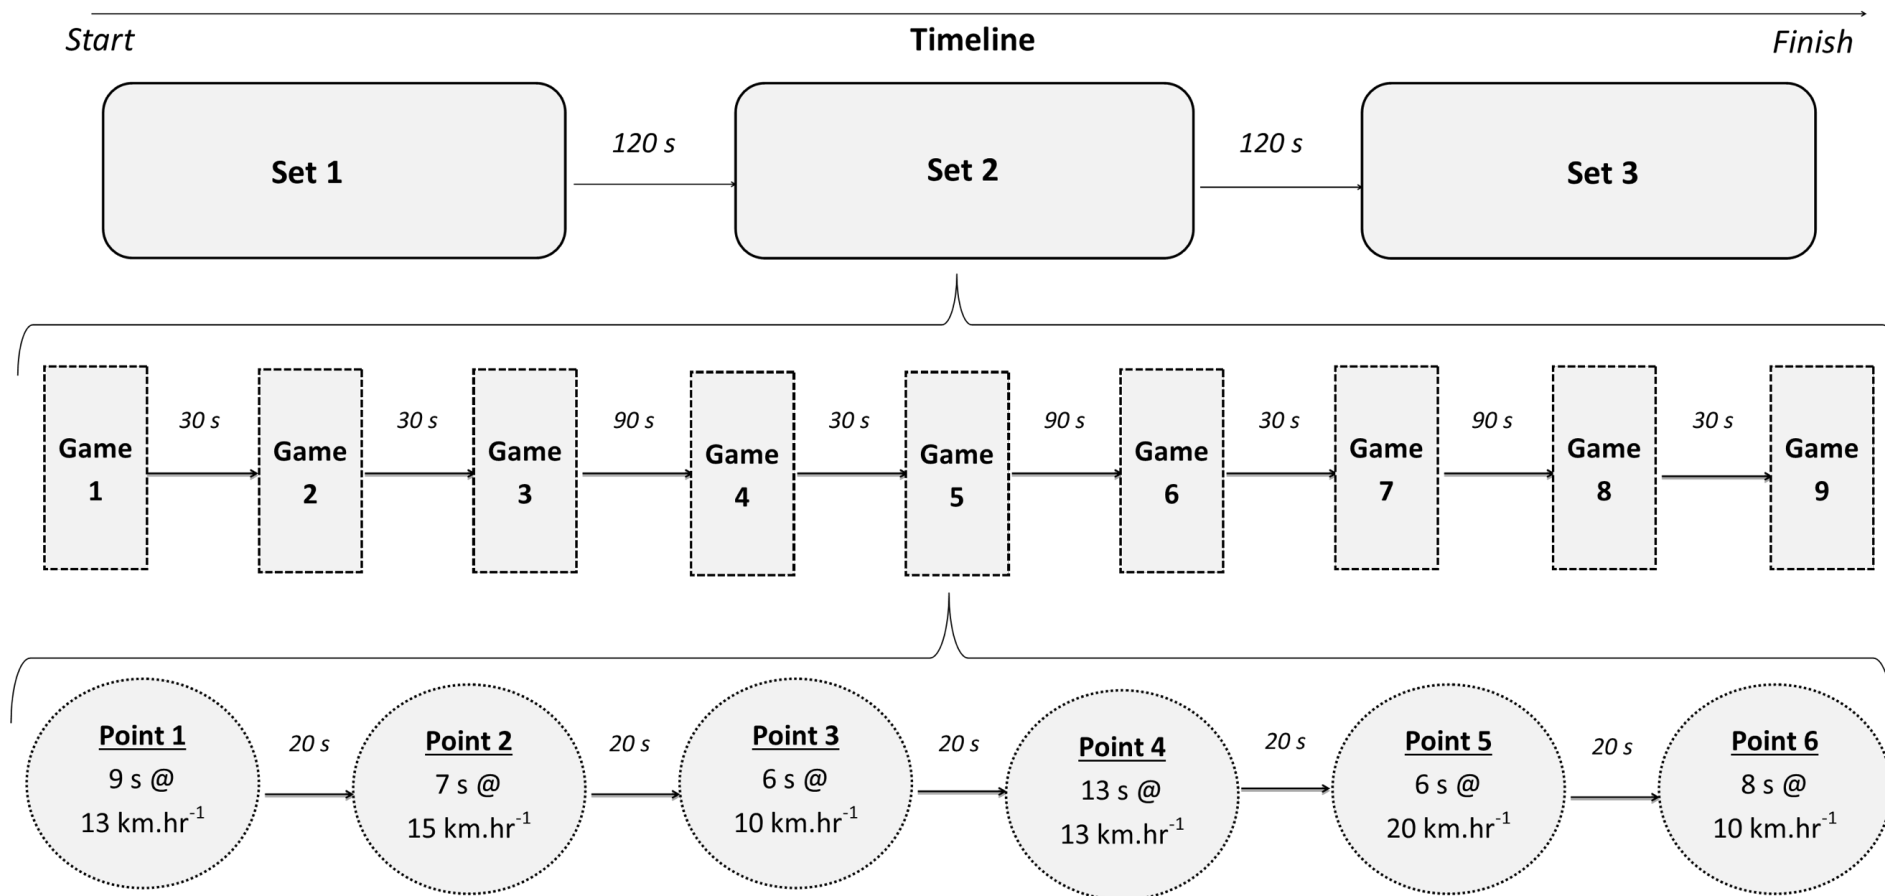 Start
Timeline
Finish
Set 1
120 s
Set 2
120 s
Set 3
Game
1
30 s
Game
2
30 s
Game
3
90 s
Game
4
30 s
Game
5
90 s
Game
6
30 s
Game
7
90 s
Game
8
30 s
Game
9
Point 1
9 s @
13 km.hr⁻¹
20 s
Point 2
7 s @
15 km.hr⁻¹
20 s
Point 3
6 s @
10 km.hr⁻¹
20 s
Point 4
13 s @
13 km.hr⁻¹
20 s
Point 5
6 s @
20 km.hr⁻¹
20 s
Point 6
8 s @
10 km.hr⁻¹